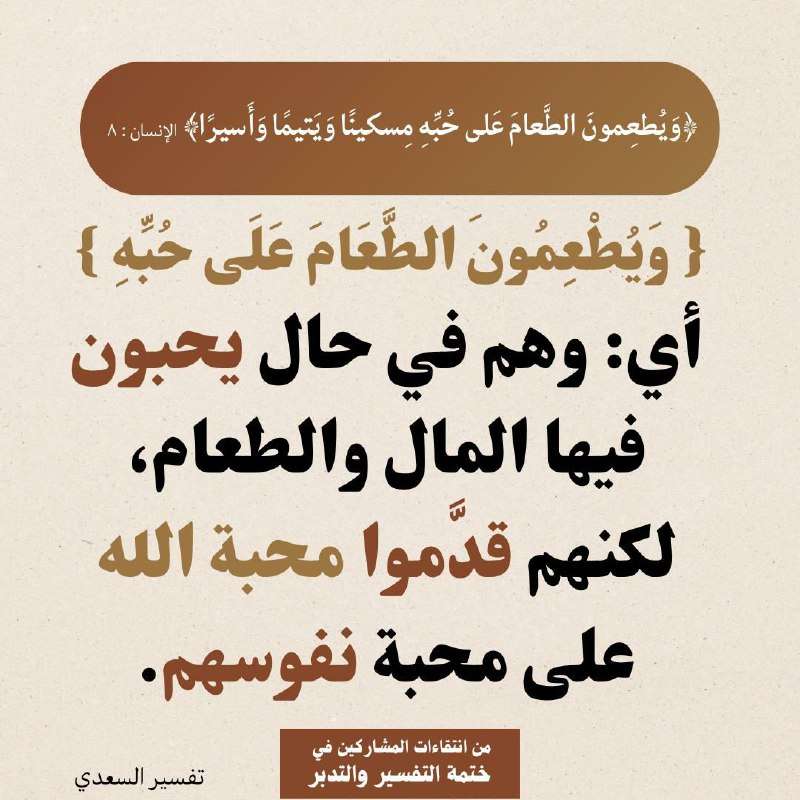 ﴿وَيُطعِمونَ الطَّعامَ عَلى حُبِّهِ مِسكينًا وَيَتيمًا وَأَسيرًا﴾ الإنسان : ٨
{ وَيُطْعِمُونَ الطَّعَامَ عَلَى حُبِّهِ }
أي: وهم في حال يحبون
فيها المال والطعام،
لكنهم قدَّموا محبة الله
على محبة نفوسهم.
من انتقاءات المشاركين في
ختمة التفسير والتدبر
تفسير السعدي